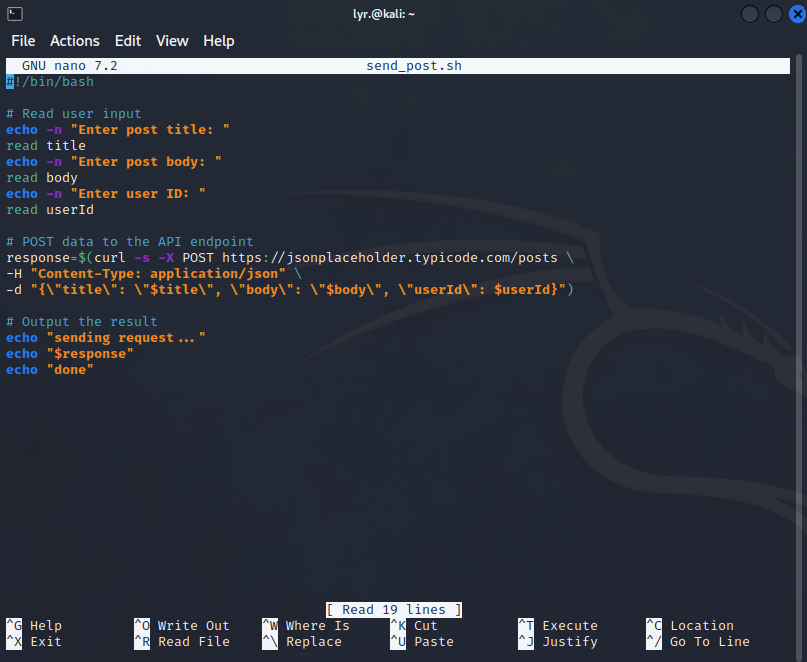 lyr.@kali: ~
File Actions Edit View Help
GNU nano 7.2 send_post.sh
#!/bin/bash
# Read user input
echo -n "Enter post title: "
read title
echo -n "Enter post body: "
read body
echo -n "Enter user ID: "
read userId
# POST data to the API endpoint
response=$(curl -s -X POST https://jsonplaceholder.typicode.com/posts \
-H "Content-Type: application/json" \
-d "{\"title\": \"$title\", \"body\": \"$body\", \"userId\": $userId}")
# Output the result
echo "sending request..."
echo "$response"
echo "done"
[ Read 19 lines ]
^G Help ^O Write Out ^W Where Is ^K Cut ^T Execute ^C Location
^X Exit ^R Read File ^\ Replace ^U Paste ^J Justify ^/ Go To Line